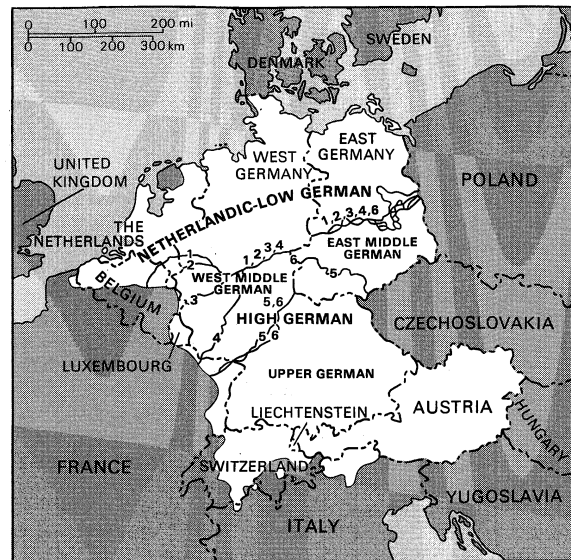 0 100 200 mi
0 100 200 300 km
SWEDEN
DENMARK
WEST
GERMANY
EAST
GERMANY
UNITED
KINGDOM
POLAND
THE
NETHERLANDS
NETHERLANDIC-LOW GERMAN
1, 2, 3, 4, 6
EAST MIDDLE
GERMAN
1 2 3,4
1
2
WEST MIDDLE
GERMAN
6
5
BELGIUM
3
5,6
HIGH GERMAN
CZECHOSLOVAKIA
4
5,6
LUXEMBOURG
UPPER GERMAN
LIECHTENSTEIN
AUSTRIA
HUNGARY
FRANCE
SWITZERLAND
YUGOSLAVIA
ITALY